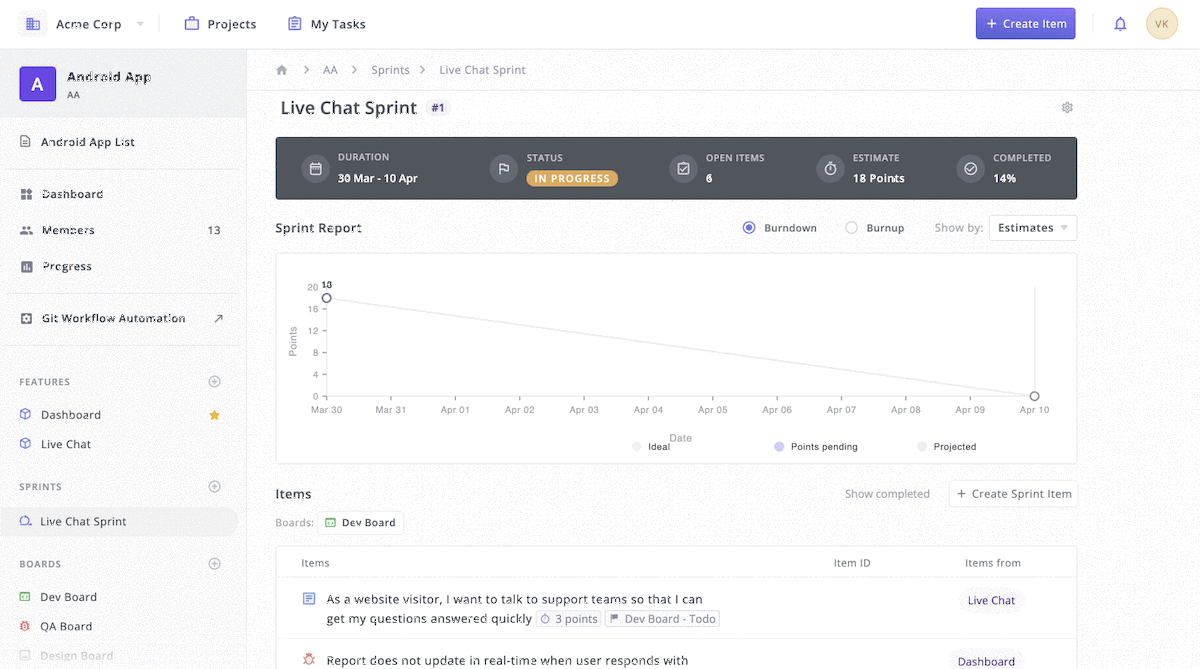 Acme Corp
Projects
My Tasks
+ Create Item
VK
A
Android App
AA
Android App List
Dashboard
Members 13
Progress
Git Workflow Automation
FEATURES
Dashboard
Live Chat
SPRINTS
Live Chat Sprint
BOARDS
Dev Board
QA Board
Design Board
AA > Sprints > Live Chat Sprint
Live Chat Sprint #1
DURATION
30 Mar - 10 Apr
STATUS
IN PROGRESS
OPEN ITEMS
6
ESTIMATE
18 Points
COMPLETED
14%
Sprint Report
Burndown
Burnup
Show by: Estimates
Points
20
16
12
8
4
0
Mar 30 Mar 31 Apr 01 Apr 02 Apr 03 Apr 04 Apr 05 Apr 06 Apr 07 Apr 08 Apr 09 Apr 10
Date
Ideal
Points pending
Projected
Items
Show completed
+ Create Sprint Item
Boards: Dev Board
Items Item ID Items from
As a website visitor, I want to talk to support teams so that I can
get my questions answered quickly 3 points Dev Board - Todo
Live Chat
Report does not update in real-time when user responds with
Dashboard